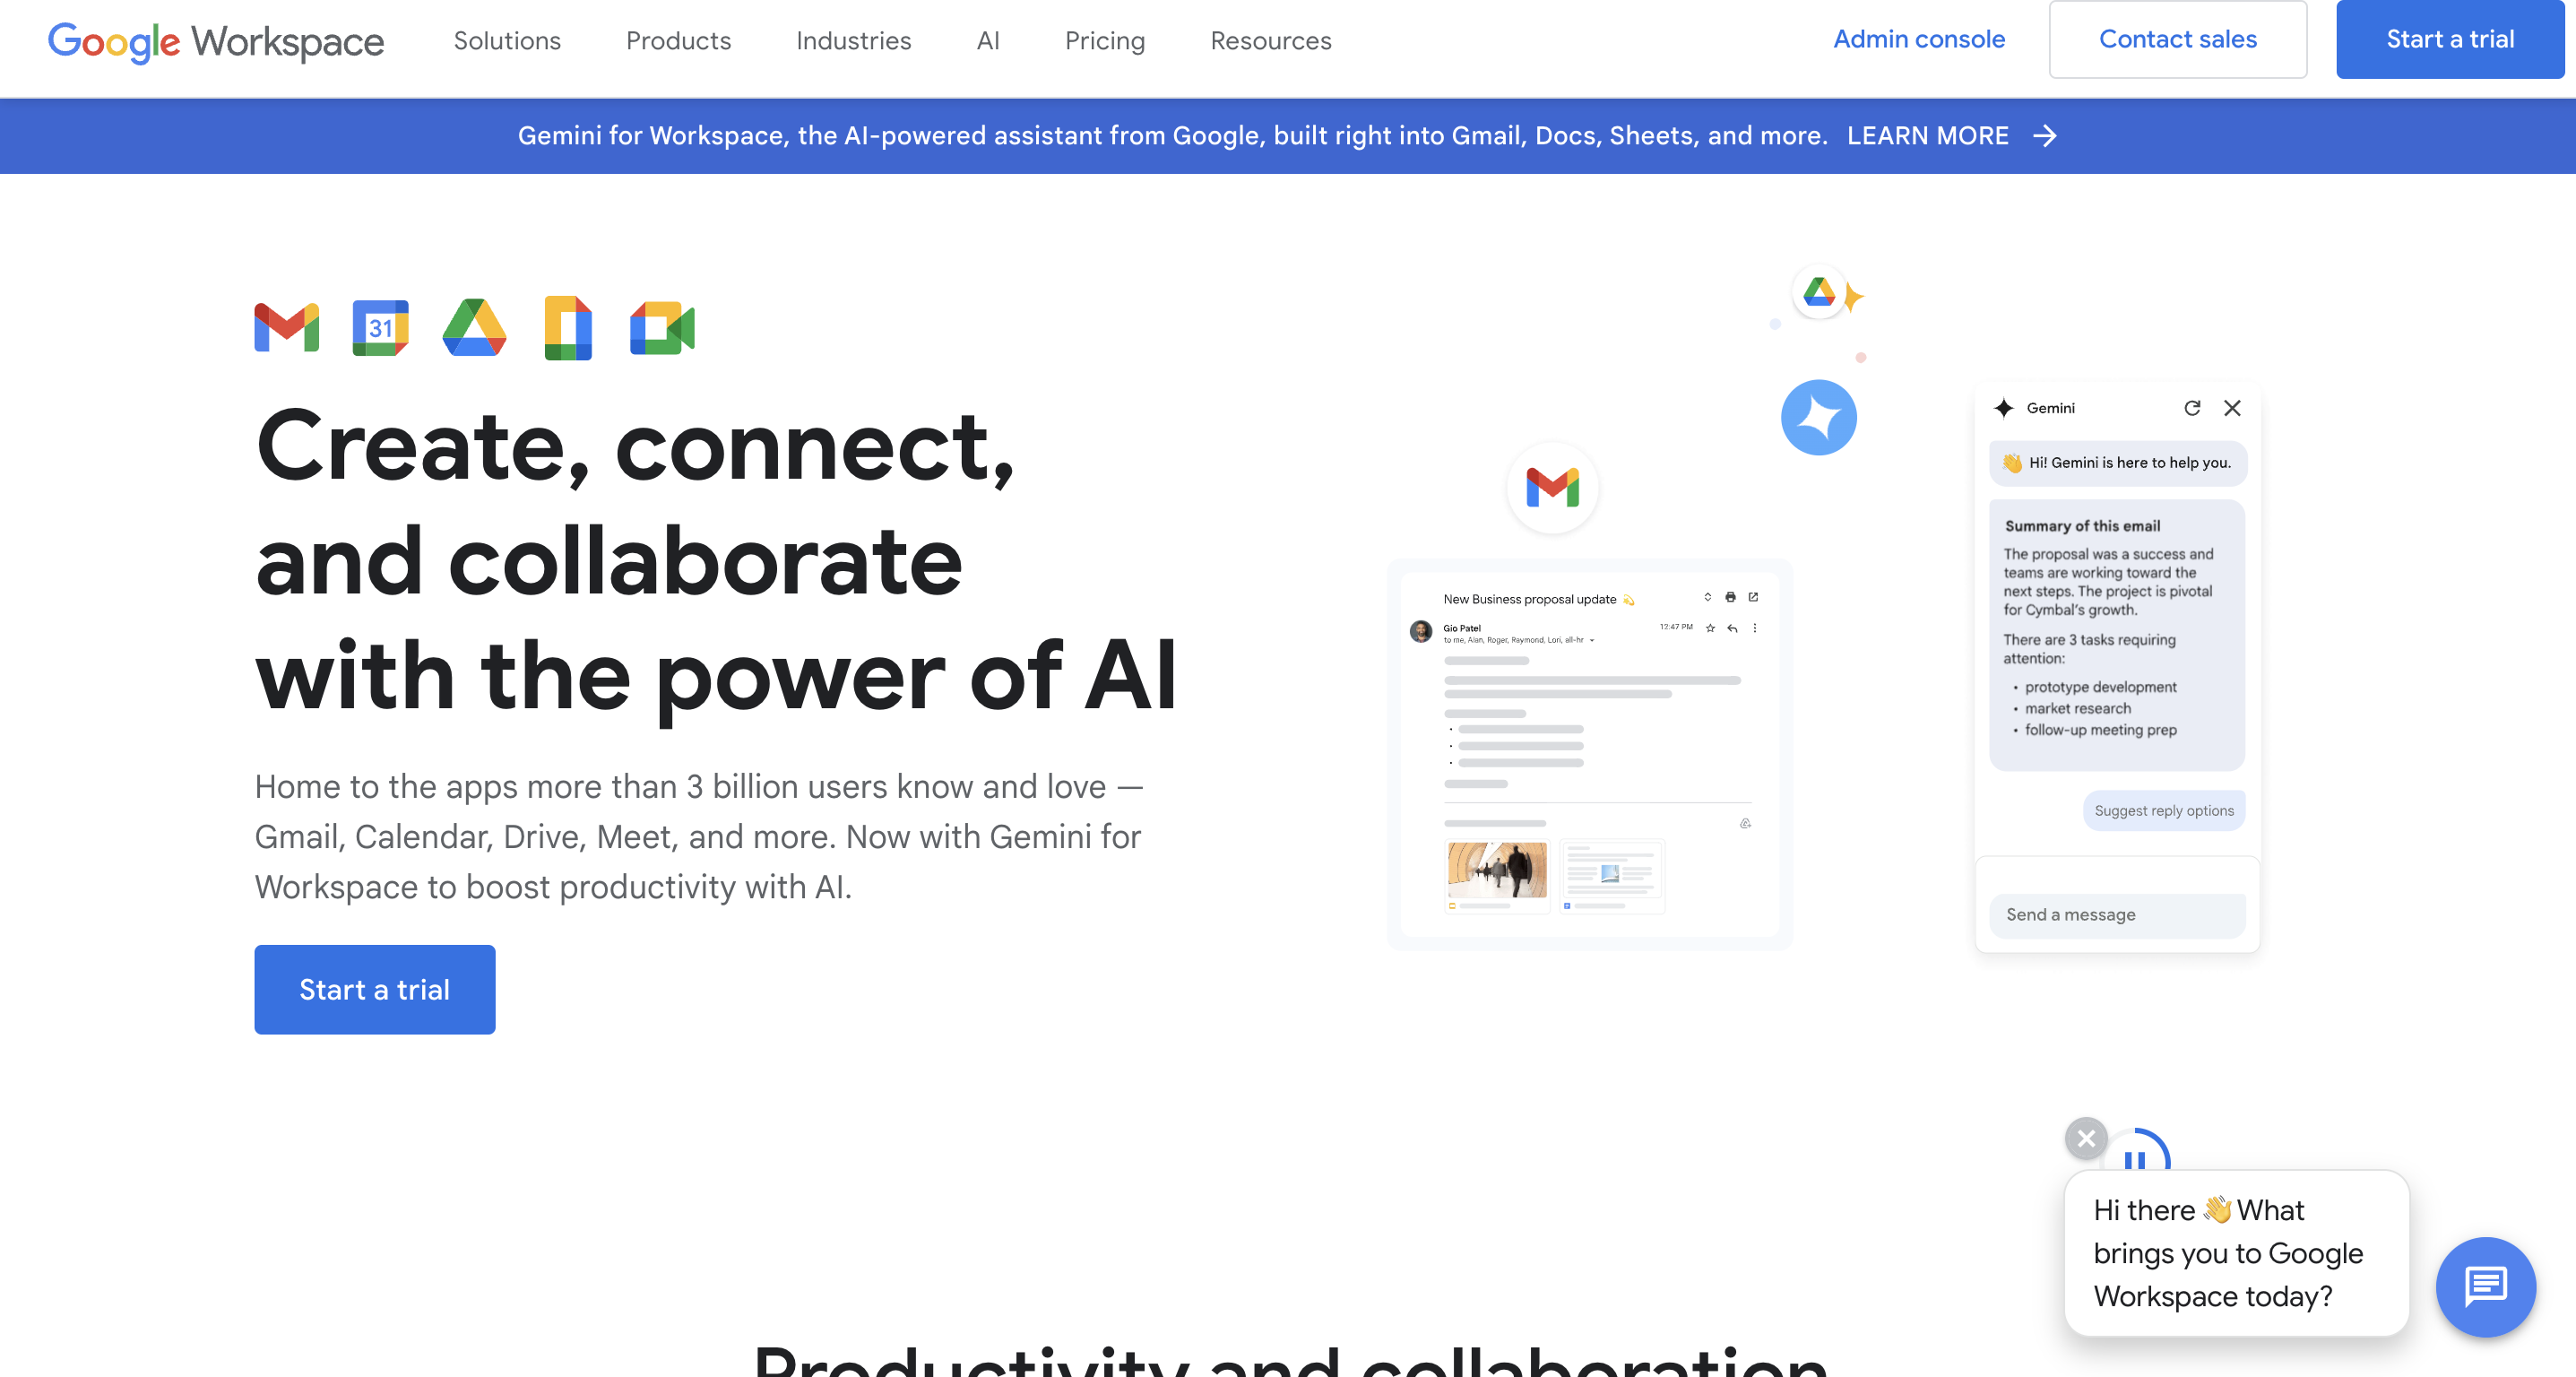 Google Workspace
Solutions
Products
Industries
AI
Pricing
Resources
Admin console
Contact sales
Start a trial
Gemini for Workspace, the AI-powered assistant from Google, built right into Gmail, Docs, Sheets, and more. LEARN MORE →
31
Create, connect,
and collaborate
with the power of AI
Home to the apps more than 3 billion users know and love —
Gmail, Calendar, Drive, Meet, and more. Now with Gemini for
Workspace to boost productivity with AI.
Start a trial
New Business proposal update 💫
Gio Patel
12:47 PM
to me, Alan, Roger, Raymond, Lori, all-hr
Gemini
👋 Hi! Gemini is here to help you.
Summary of this email
The proposal was a success and
teams are working toward the
next steps. The project is pivotal
for Cymbal's growth.
There are 3 tasks requiring
attention:
• prototype development
• market research
• follow-up meeting prep
Suggest reply options
Send a message
Hi there 👋 What
brings you to Google
Workspace today?
Productivity and collaboration